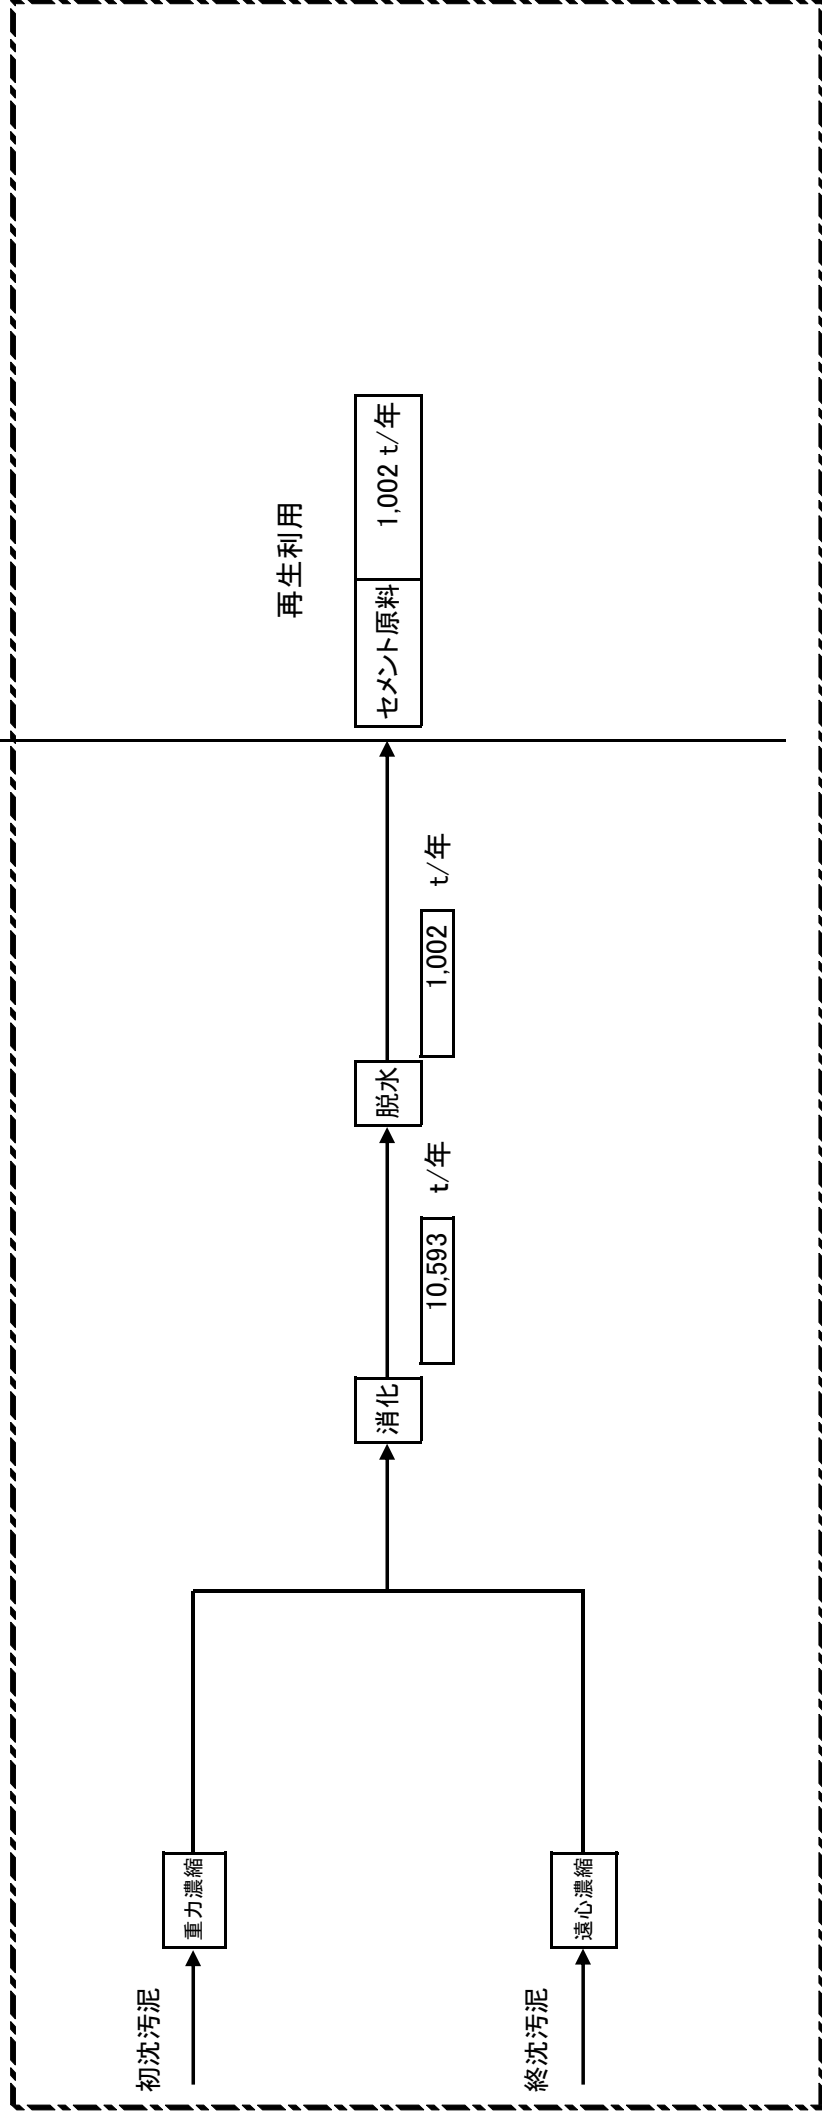 初沈汚泥
重力濃縮
終沈汚泥
遠心濃縮
消化
10,593 t/年
脱水
1,002 t/年
再生利用
セメント原料 1,002 t/年